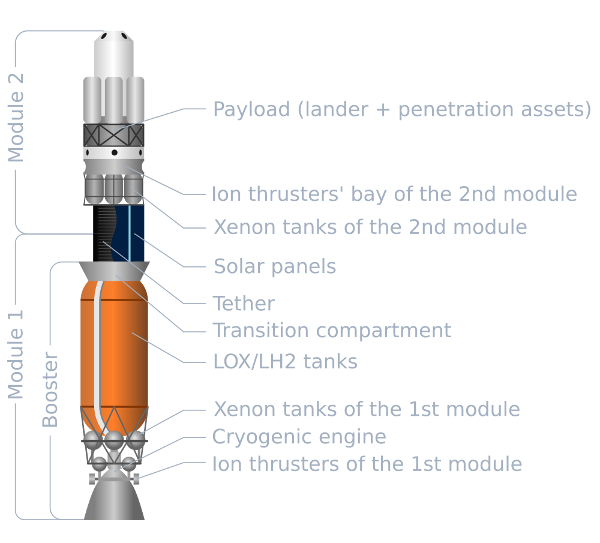 Module 2
Payload (lander + penetration assets)
Ion thrusters' bay of the 2nd module
Xenon tanks of the 2nd module
Solar panels
Tether
Transition compartment
Module 1
Booster
LOX/LH2 tanks
Xenon tanks of the 1st module
Cryogenic engine
Ion thrusters of the 1st module